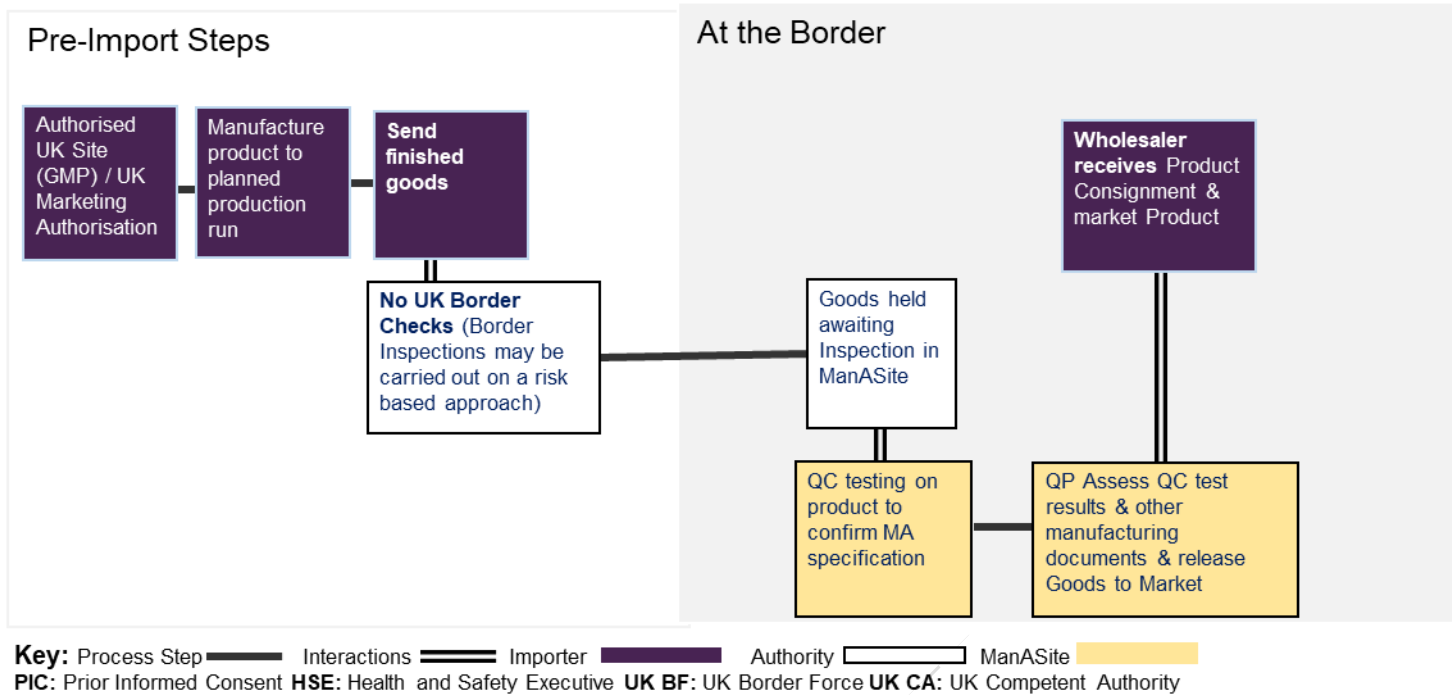 Pre-Import Steps
At the Border
Authorised
UK Site
(GMP) / UK
Marketing
Authorisation
Manufacture
product to
planned
production
run
Send
finished
goods
No UK Border
Checks (Border
Inspections may be
carried out on a risk
based approach)
Goods held
awaiting
Inspection in
ManASite
QC testing on
product to
confirm MA
specification
QP Assess QC test
results & other
manufacturing
documents & release
Goods to Market
Wholesaler
receives Product
Consignment &
market Product
Key: Process Step Interactions Importer Authority ManASite
PIC: Prior Informed Consent HSE: Health and Safety Executive UK BF: UK Border Force UK CA: UK Competent Authority